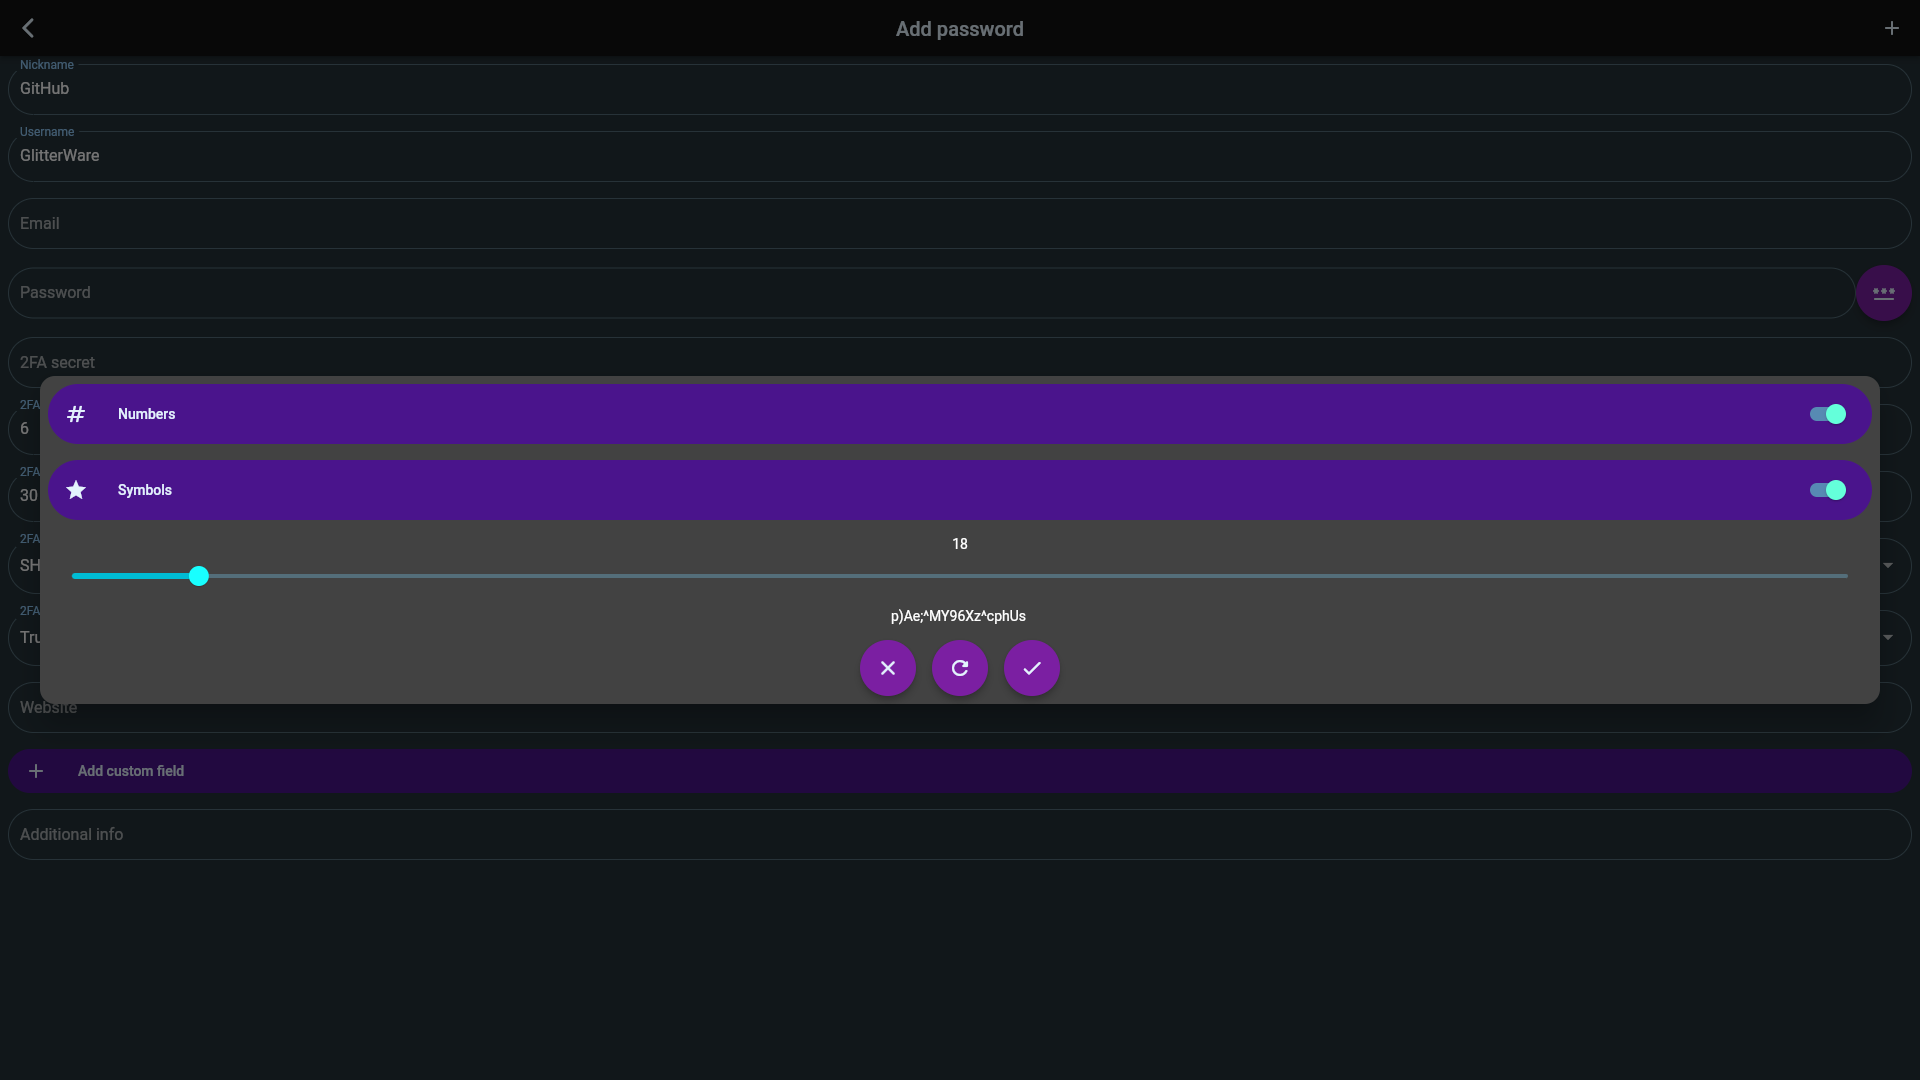 Add password
Nickname
GitHub
Username
GlitterWare
Email
Password
2FA secret
2FA
6
2FA
30
2FA
SH
2FA
Tru
Numbers
Symbols
18
p)Ae;^MY96Xz^cphUs
Website
Add custom field
Additional info